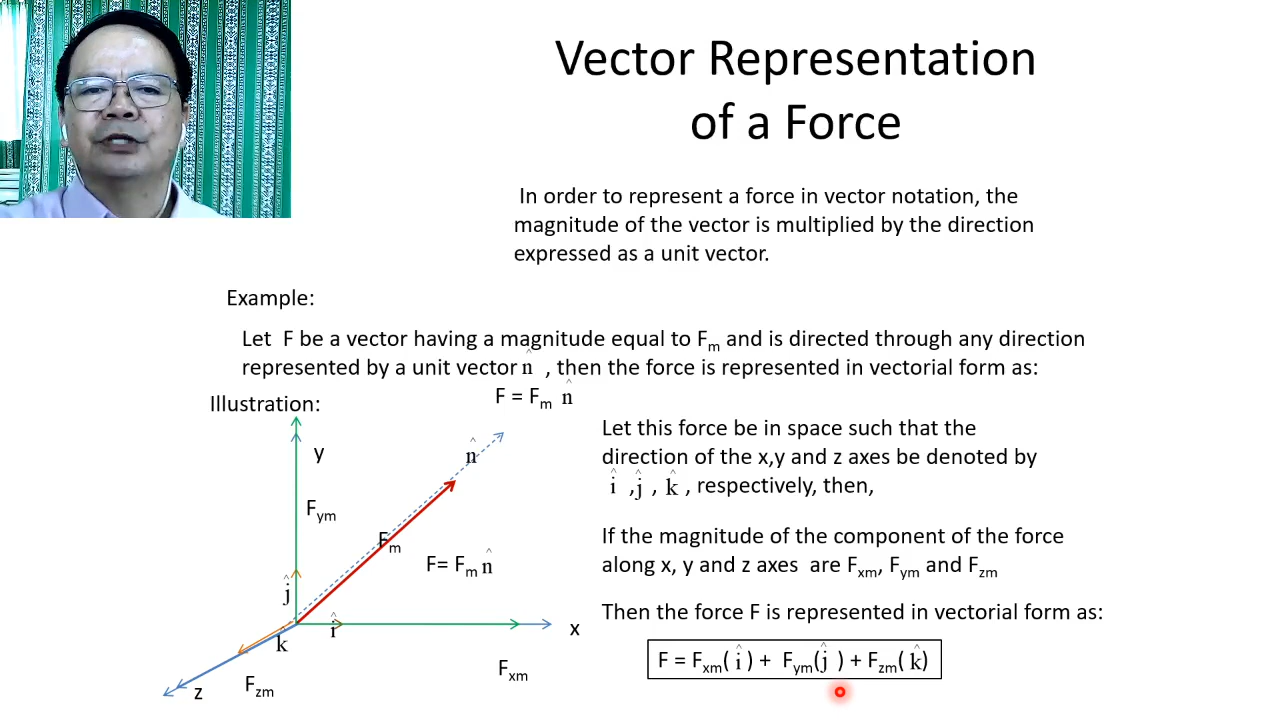 Vector Representation
of a Force
In order to represent a force in vector notation, the
magnitude of the vector is multiplied by the direction
expressed as a unit vector.
Example:
Let F be a vector having a magnitude equal to Fm and is directed through any direction
represented by a unit vector n̂ , then the force is represented in vectorial form as:
F = Fm n̂
Illustration:
y
n̂
Fym
Fm
F= Fm n̂
ĵ
î
k̂
x
z
Fzm
Fxm
Let this force be in space such that the
direction of the x,y and z axes be denoted by
î ,ĵ , k̂ , respectively, then,
If the magnitude of the component of the force
along x, y and z axes are Fxm, Fym and Fzm
Then the force F is represented in vectorial form as:
F = Fxm( î ) + Fym(ĵ ) + Fzm( k̂)